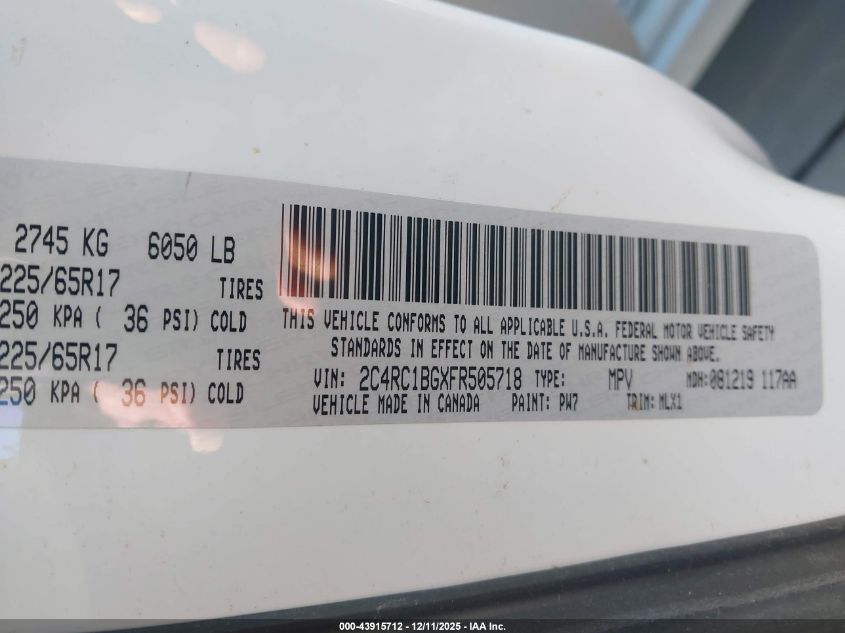 2745 KG 6050 LB
225/65R17 TIRES
250 KPA ( 36 PSI) COLD
225/65R17 TIRES
250 KPA ( 36 PSI) COLD
THIS VEHICLE CONFORMS TO ALL APPLICABLE U.S.A. FEDERAL MOTOR VEHICLE SAFETY
STANDARDS IN EFFECT ON THE DATE OF MANUFACTURE SHOWN ABOVE.
VIN: 2C4RC1BGXFR505718 TYPE: MPV MDH: 081219 117AA
VEHICLE MADE IN CANADA PAINT: PW7 TRIM: MLX1
000-43915712 - 12/11/2025 - IAA Inc.